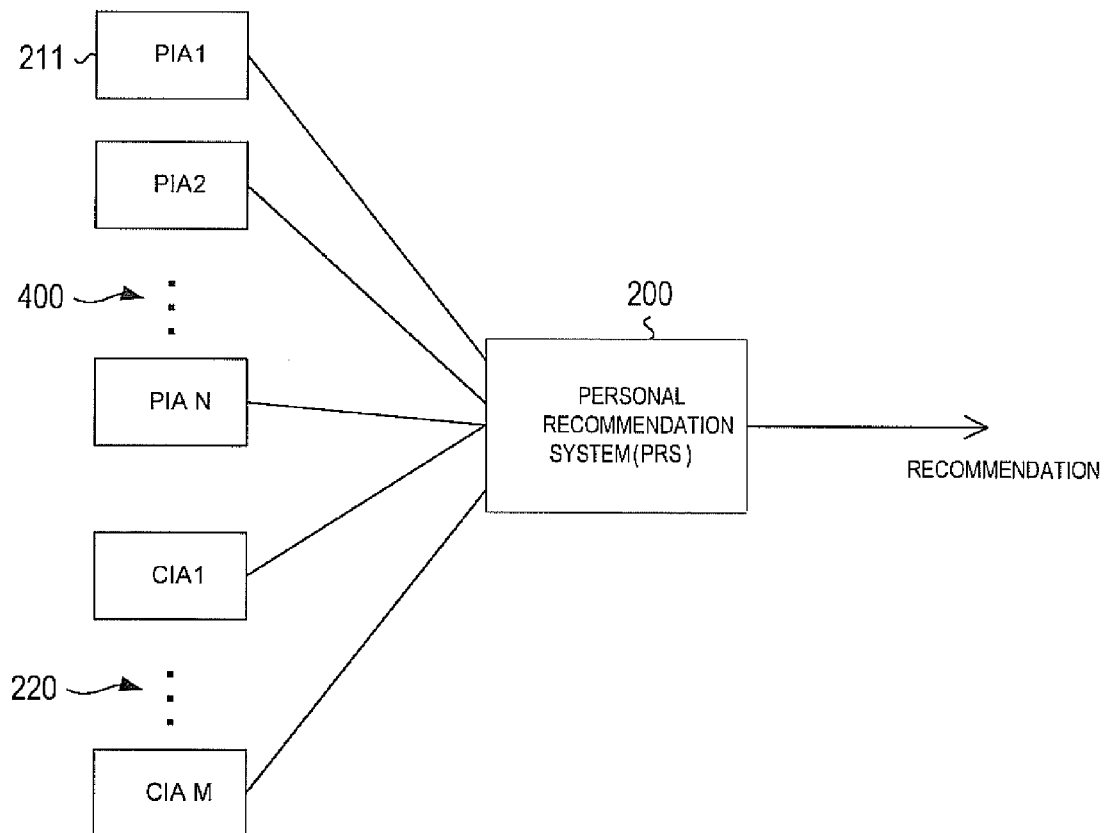 211
PIA1
PIA2
400
PIA N
200
PERSONAL
RECOMMENDATION
SYSTEM(PRS)
RECOMMENDATION
CIA1
220
CIA M